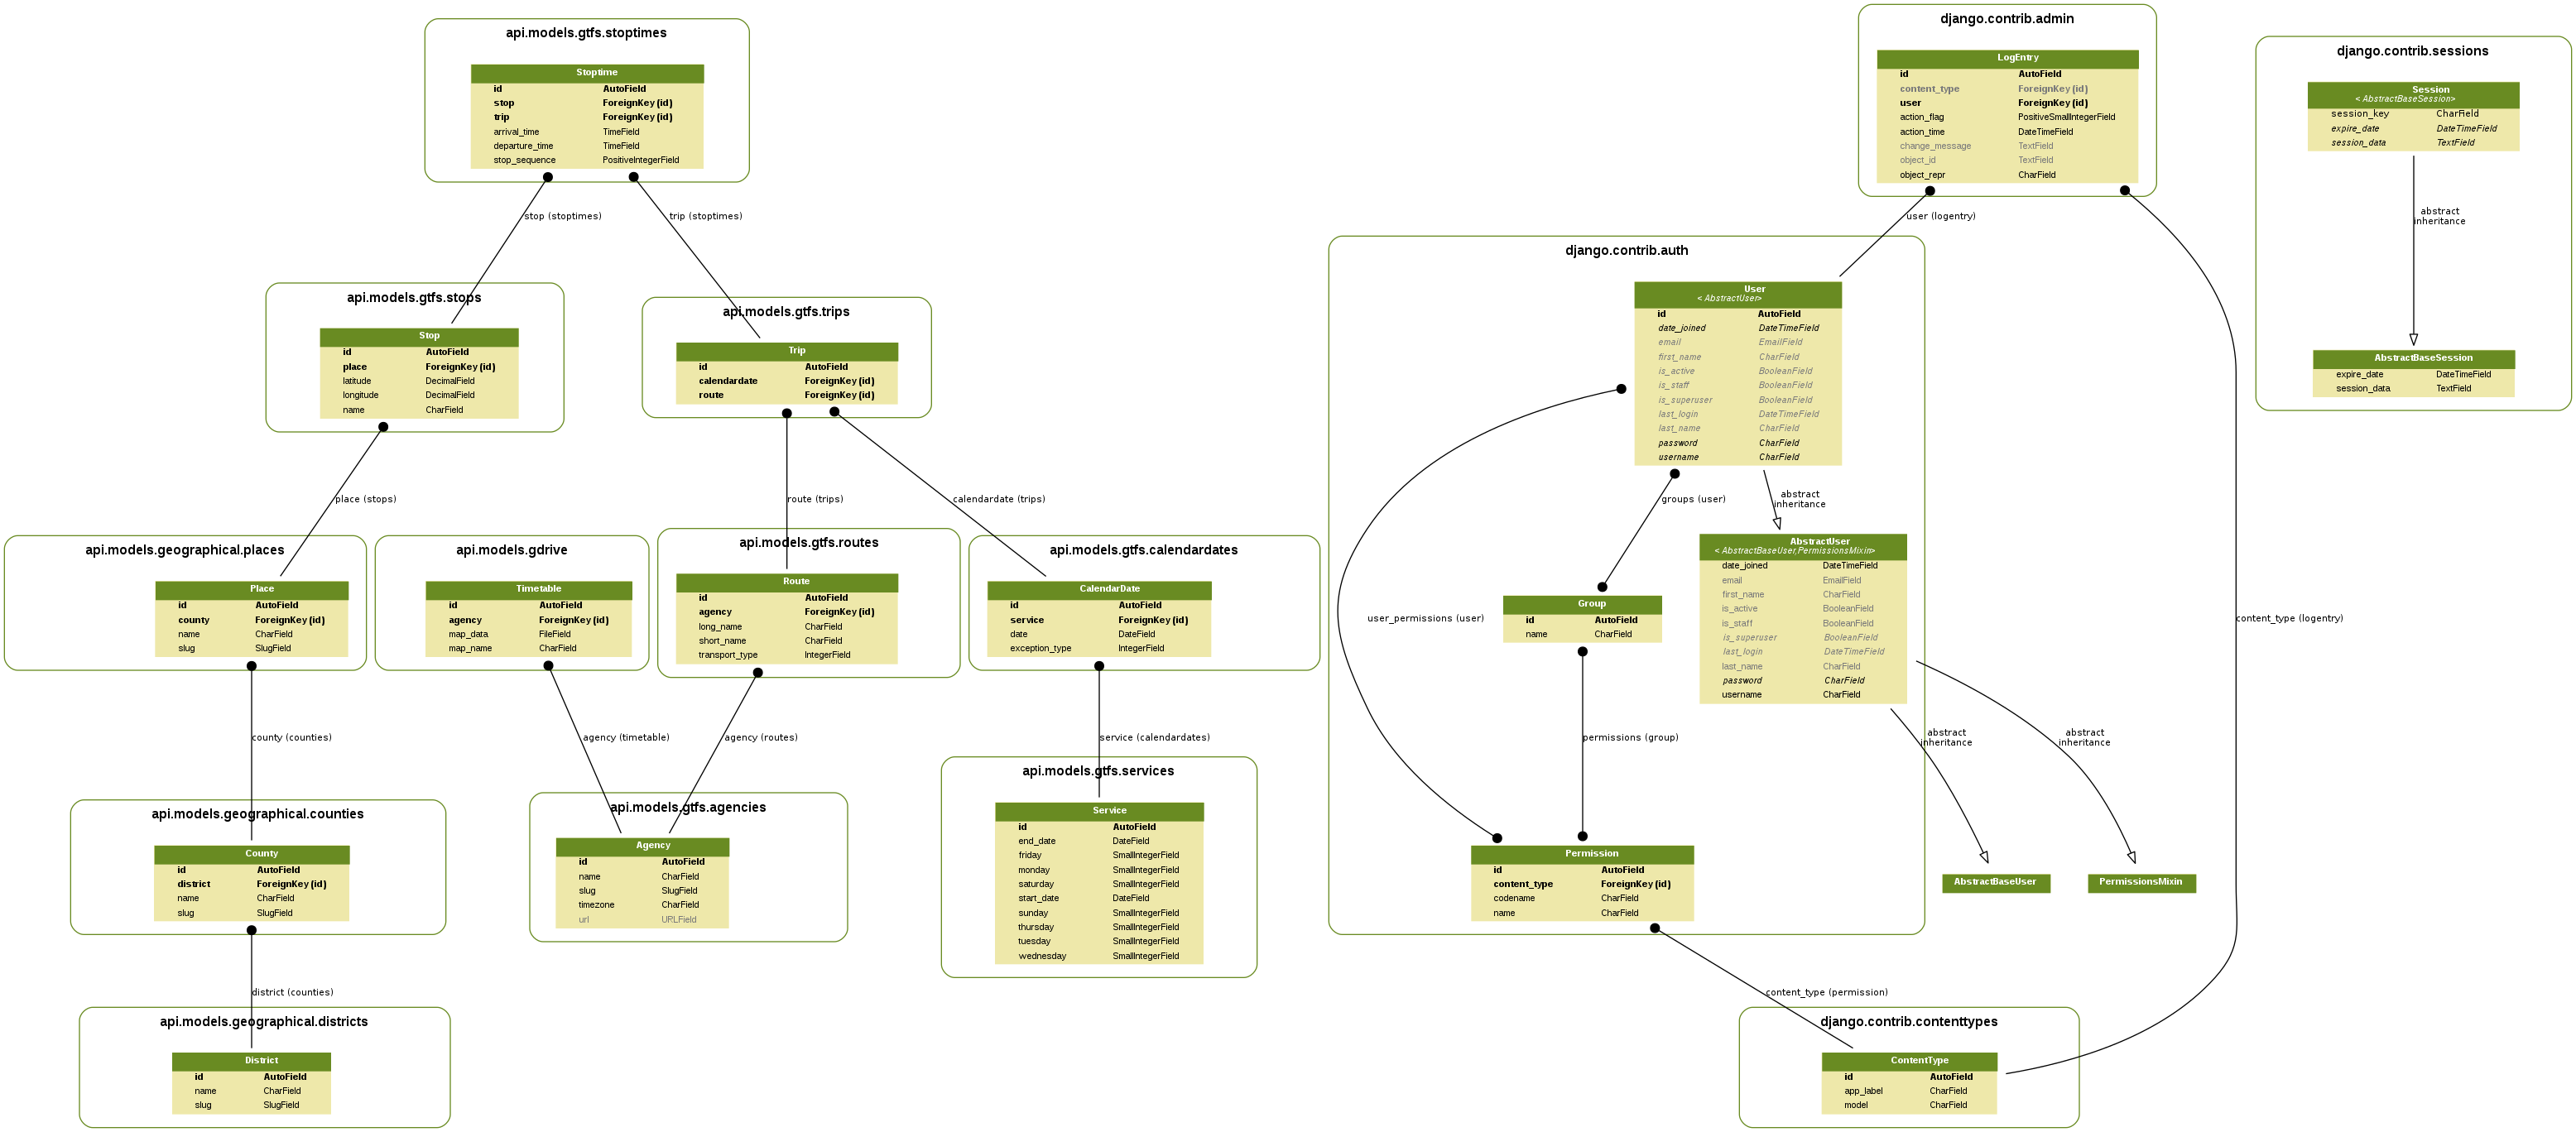 api.models.gtfs.stoptimes
Stoptime
id AutoField
stop ForeignKey (id)
trip ForeignKey (id)
arrival_time TimeField
departure_time TimeField
stop_sequence PositiveIntegerField
stop (stoptimes)
trip (stoptimes)
api.models.gtfs.stops
Stop
id AutoField
place ForeignKey (id)
latitude DecimalField
longitude DecimalField
name CharField
api.models.gtfs.trips
Trip
id AutoField
calendardate ForeignKey (id)
route ForeignKey (id)
place (stops)
route (trips)
calendardate (trips)
api.models.geographical.places
Place
id AutoField
county ForeignKey (id)
name CharField
slug SlugField
api.models.gdrive
Timetable
id AutoField
agency ForeignKey (id)
map_data FileField
map_name CharField
api.models.gtfs.routes
Route
id AutoField
agency ForeignKey (id)
long_name CharField
short_name CharField
transport_type IntegerField
api.models.gtfs.calendardates
CalendarDate
id AutoField
service ForeignKey (id)
date DateField
exception_type IntegerField
county (counties)
agency (timetable)
agency (routes)
service (calendardates)
api.models.geographical.counties
County
id AutoField
district ForeignKey (id)
name CharField
slug SlugField
api.models.gtfs.agencies
Agency
id AutoField
name CharField
slug SlugField
timezone CharField
url URLField
api.models.gtfs.services
Service
id AutoField
end_date DateField
friday SmallIntegerField
monday SmallIntegerField
saturday SmallIntegerField
start_date DateField
sunday SmallIntegerField
thursday SmallIntegerField
tuesday SmallIntegerField
wednesday SmallIntegerField
district (counties)
api.models.geographical.districts
District
id AutoField
name CharField
slug SlugField
django.contrib.admin
LogEntry
id AutoField
content_type ForeignKey (id)
user ForeignKey (id)
action_flag PositiveSmallIntegerField
action_time DateTimeField
change_message TextField
object_id TextField
object_repr CharField
user (logentry)
content_type (logentry)
django.contrib.auth
User
< AbstractUser>
id AutoField
date_joined DateTimeField
email EmailField
first_name CharField
is_active BooleanField
is_staff BooleanField
is_superuser BooleanField
last_login DateTimeField
last_name CharField
password CharField
username CharField
groups (user)
abstract
inheritance
user_permissions (user)
Group
id AutoField
name CharField
AbstractUser
< AbstractBaseUser,PermissionsMixin>
date_joined DateTimeField
email EmailField
first_name CharField
is_active BooleanField
is_staff BooleanField
is_superuser BooleanField
last_login DateTimeField
last_name CharField
password CharField
username CharField
permissions (group)
abstract
inheritance
abstract
inheritance
Permission
id AutoField
content_type ForeignKey (id)
codename CharField
name CharField
AbstractBaseUser
PermissionsMixin
content_type (permission)
django.contrib.contenttypes
ContentType
id AutoField
app_label CharField
model CharField
django.contrib.sessions
Session
< AbstractBaseSession>
session_key CharField
expire_date DateTimeField
session_data TextField
abstract
inheritance
AbstractBaseSession
expire_date DateTimeField
session_data TextField